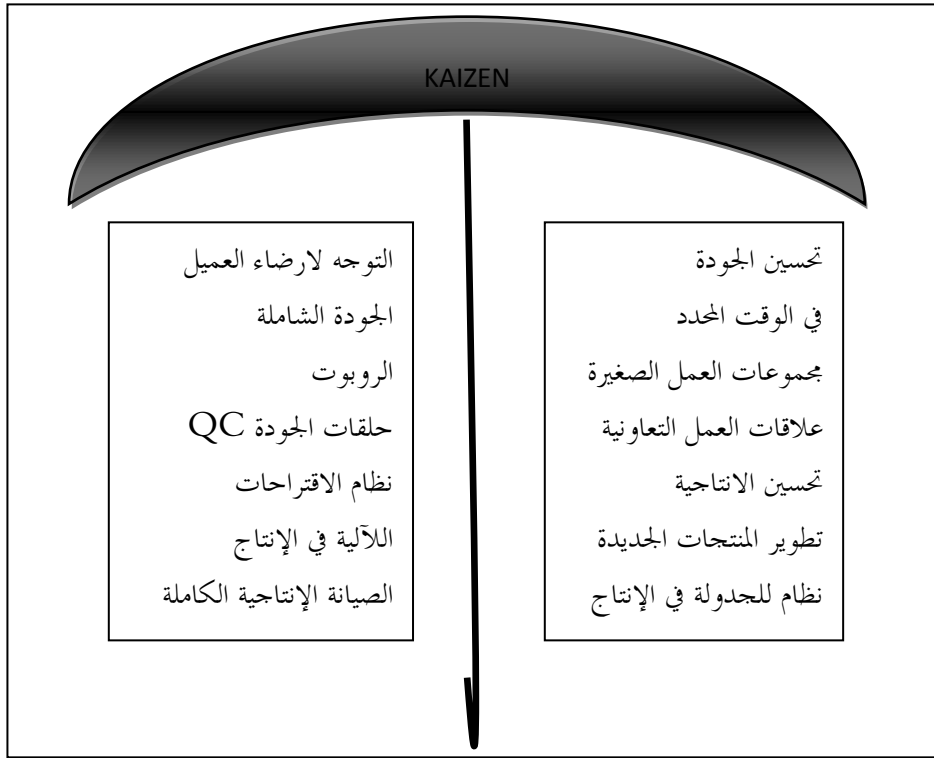 KAIZEN
تحسين الجودة
في الوقت المحدد
مجموعات العمل الصغيرة
علاقات العمل التعاونية
تحسين الانتاجية
تطوير المنتجات الجديدة
نظام للجدولة في الإنتاج
التوجه لارضاء العميل
الجودة الشاملة
الروبوت
حلقات الجودة QC
نظام الاقتراحات
اللآلية في الإنتاج
الصيانة الإنتاجية الكاملة